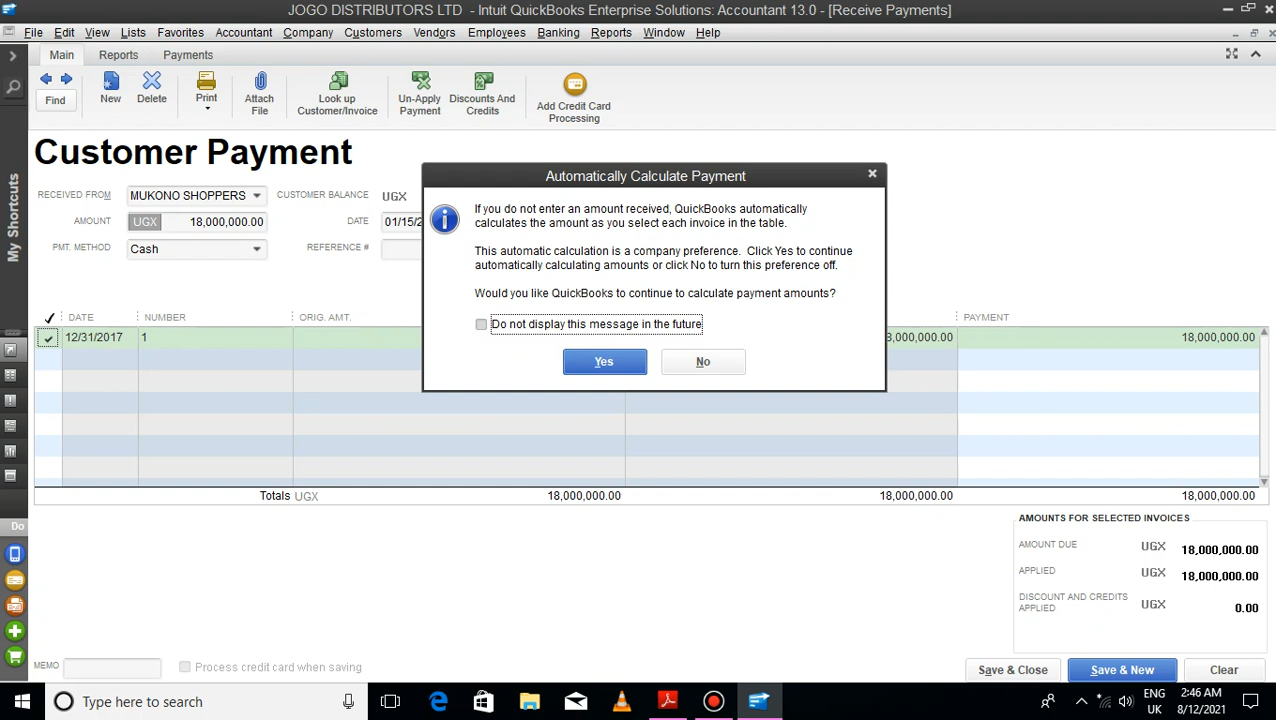 JOGO DISTRIBUTORS LTD - Intuit QuickBooks Enterprise Solutions: Accountant 13.0 - [Receive Payments]
File Edit View Lists Favorites Accountant Company Customers Vendors Employees Banking Reports Window Help
Main Reports Payments
Find
New
Delete
Print
Attach File
Look up Customer/Invoice
Un-Apply Payment
Discounts And Credits
Add Credit Card Processing
My Shortcuts
Do
Customer Payment
RECEIVED FROM MUKONO SHOPPERS CUSTOMER BALANCE UGX
AMOUNT UGX 18,000,000.00 DATE 01/15/2
PMT. METHOD Cash REFERENCE #
Automatically Calculate Payment
If you do not enter an amount received, QuickBooks automatically
calculates the amount as you select each invoice in the table.
This automatic calculation is a company preference. Click Yes to continue
automatically calculating amounts or click No to turn this preference off.
Would you like QuickBooks to continue to calculate payment amounts?
Do not display this message in the future
Yes No
DATE NUMBER ORIG. AMT. PAYMENT
12/31/2017 1 8,000,000.00 18,000,000.00
Totals UGX 18,000,000.00 18,000,000.00 18,000,000.00
AMOUNTS FOR SELECTED INVOICES
AMOUNT DUE UGX 18,000,000.00
APPLIED UGX 18,000,000.00
DISCOUNT AND CREDITS
APPLIED UGX 0.00
MEMO Process credit card when saving
Save & Close Save & New Clear
Type here to search
ENG
UK
2:46 AM
8/12/2021